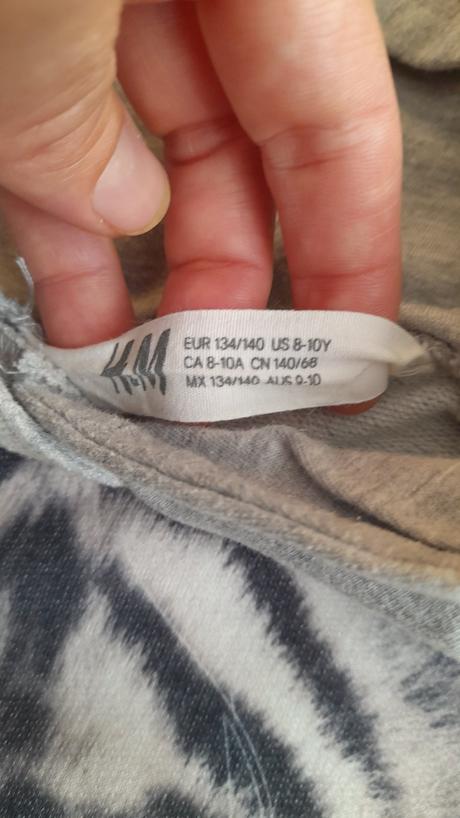 H&M
EUR 134/140 US 8-10Y
CA 8-10A CN 140/68
MX 134/140 AUS 9-10